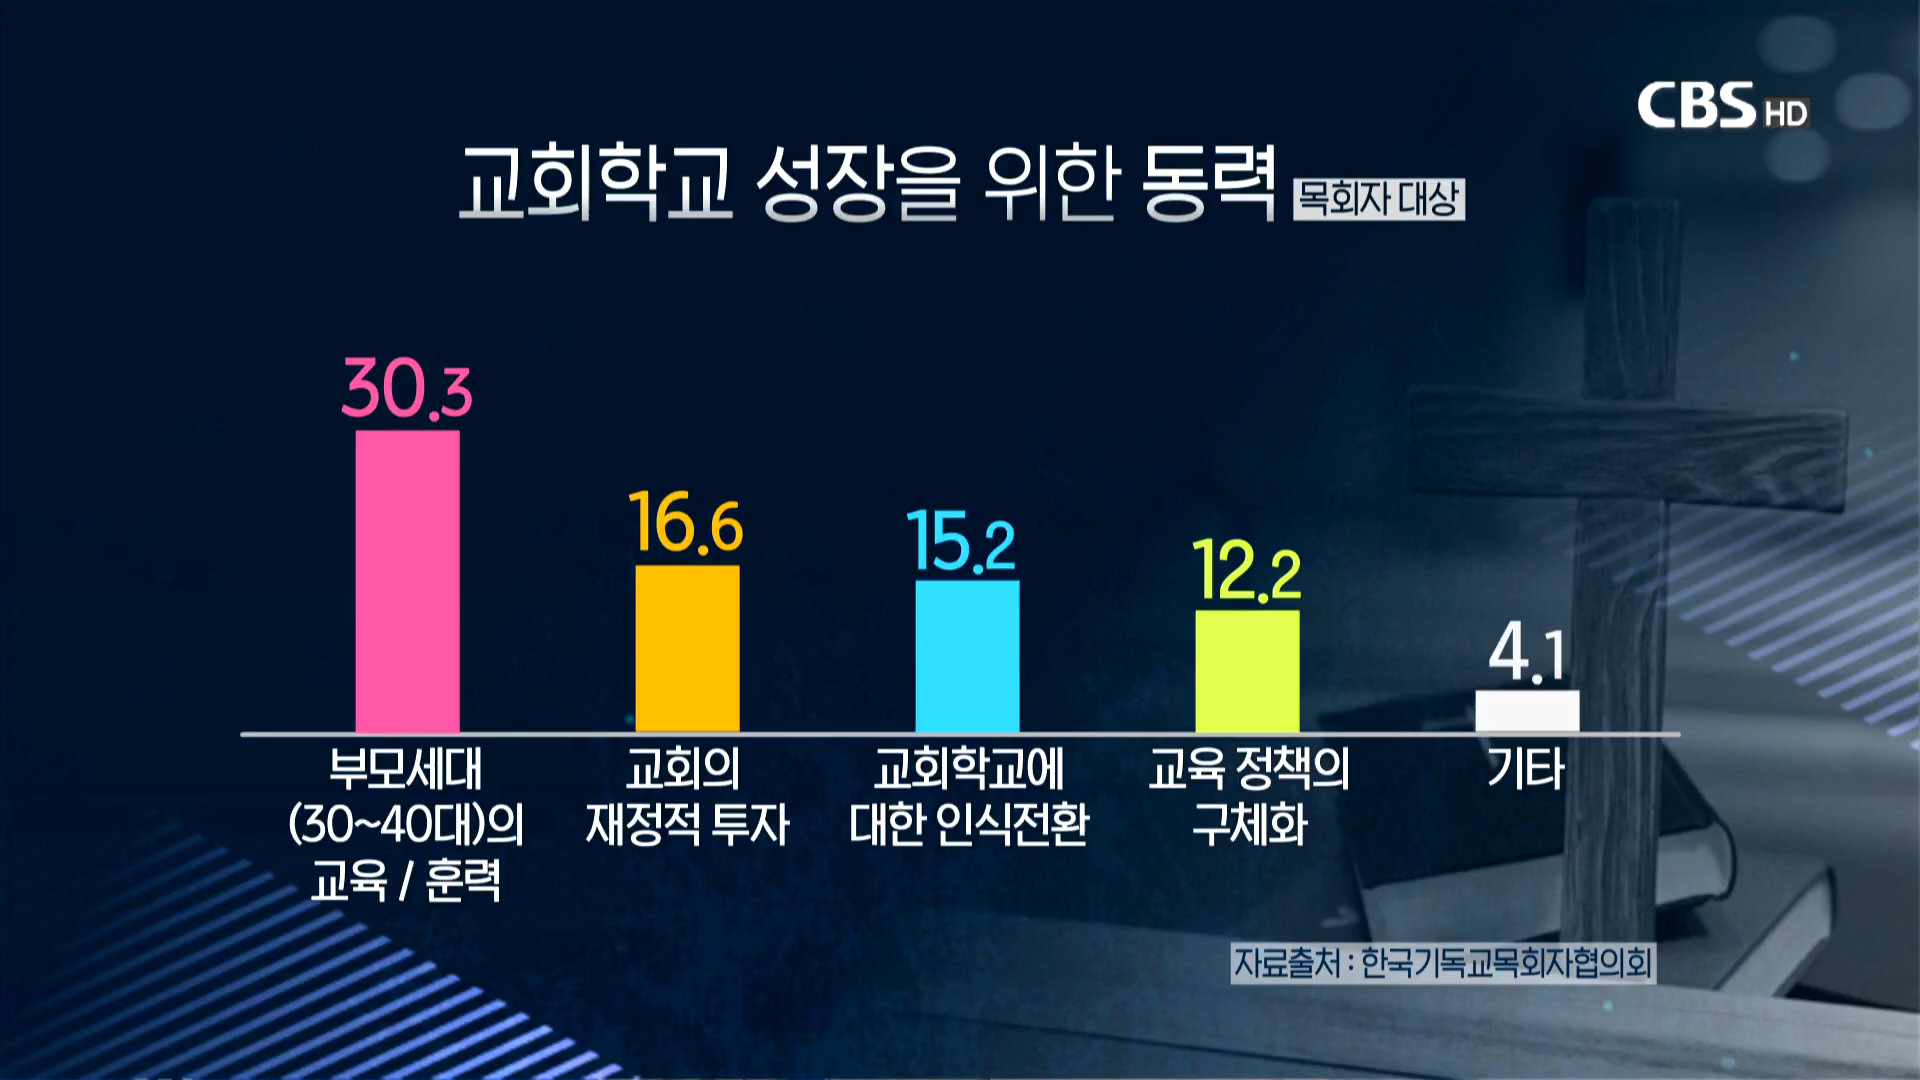 CBS HD
교회학교 성장을 위한 동력 목회자 대상
30.3
16.6
15.2
12.2
4.1
부모세대
(30~40대)의
교육 / 훈력
교회의
재정적 투자
교회학교에
대한 인식전환
교육 정책의
구체화
기타
자료출처 : 한국기독교목회자협의회